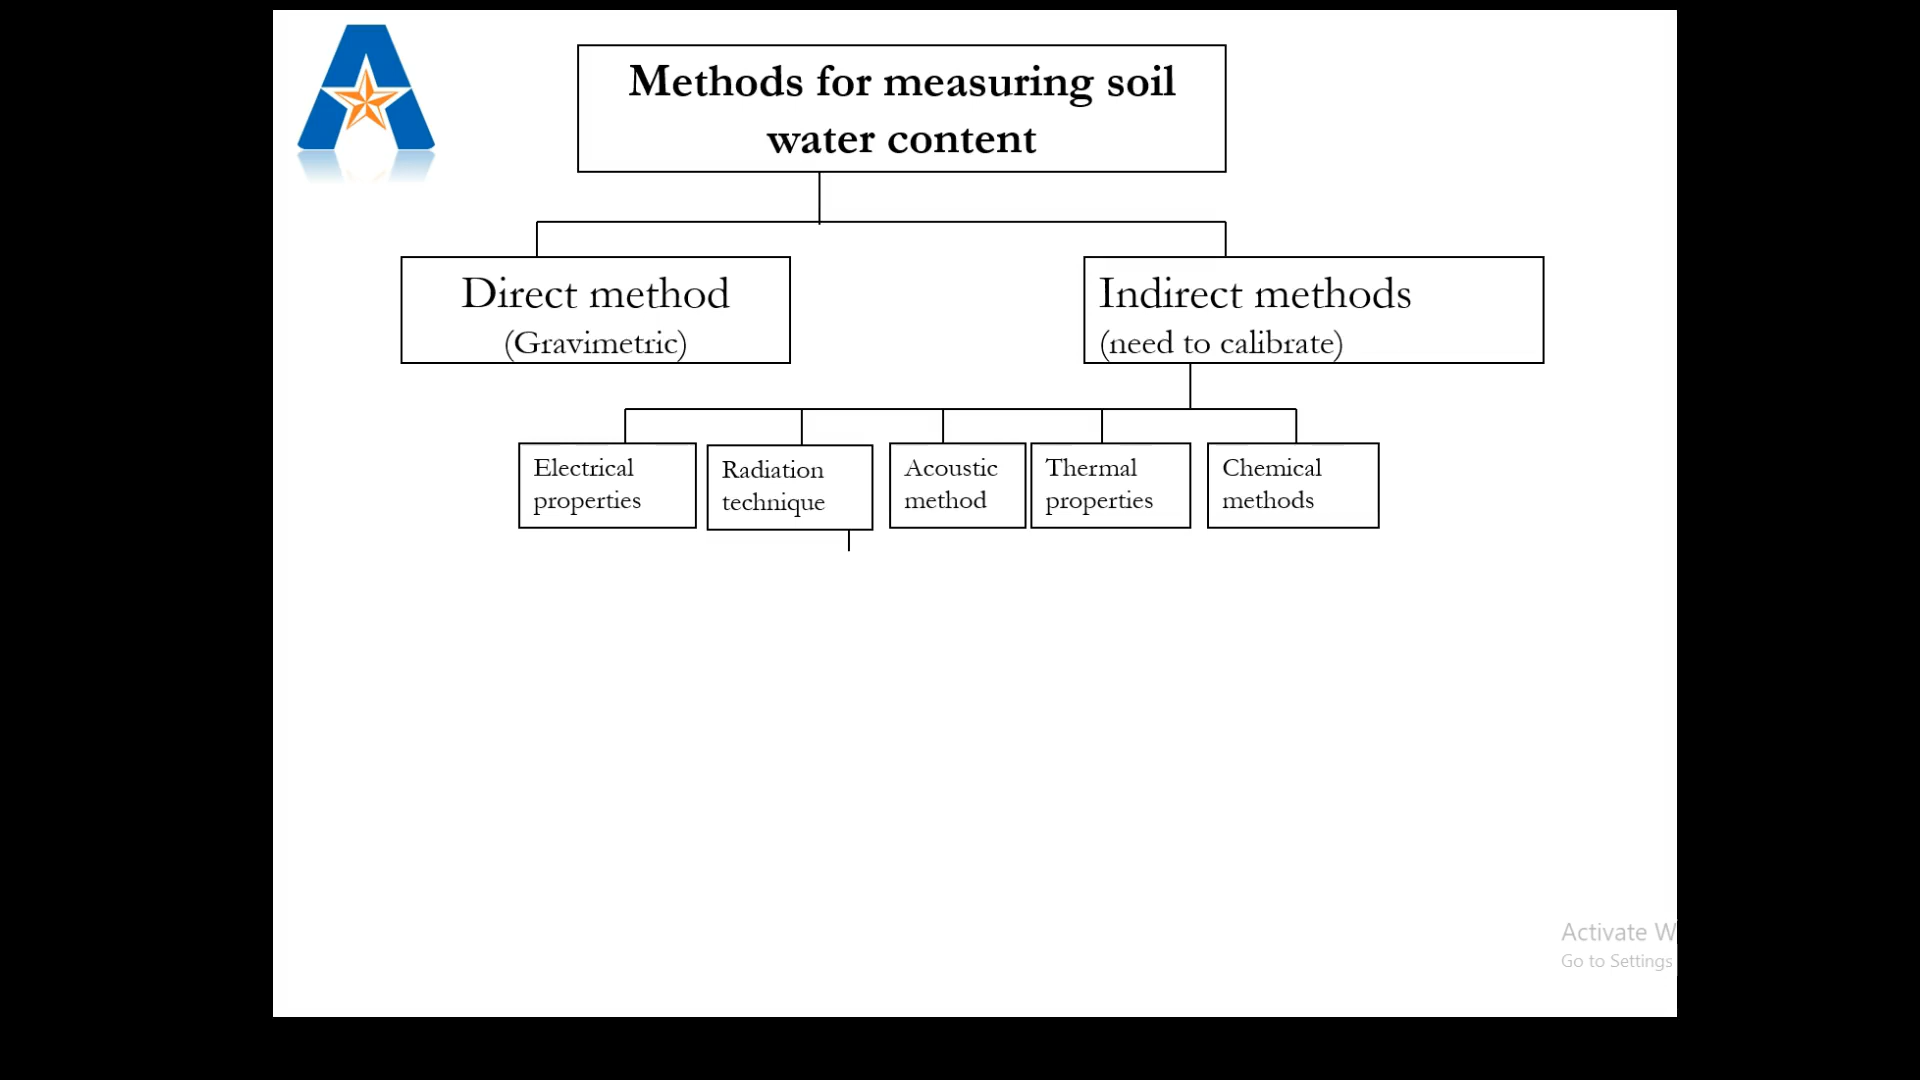 Methods for measuring soil
water content
Direct method
(Gravimetric)
Indirect methods
(need to calibrate)
Electrical
properties
Radiation
technique
Acoustic
method
Thermal
properties
Chemical
methods
Activate W
Go to Settings